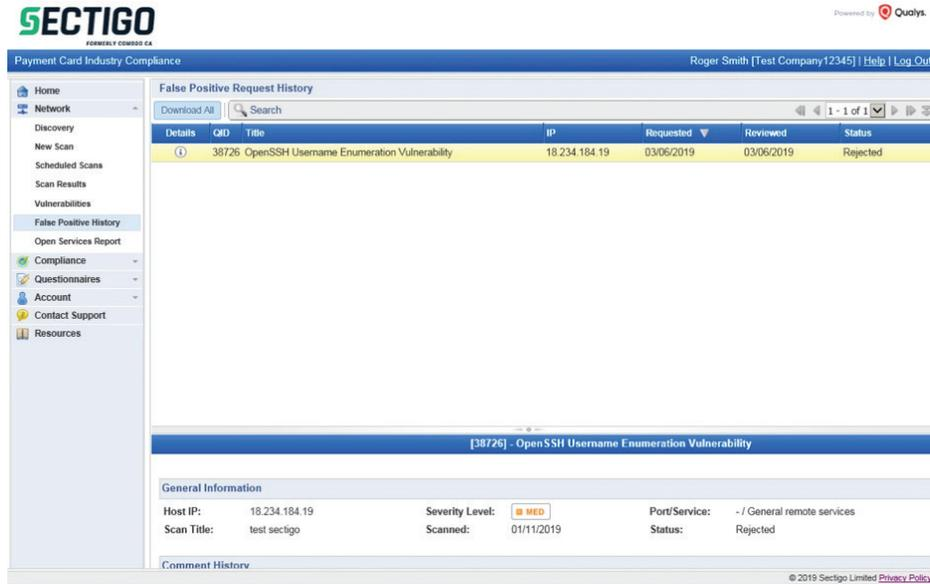 SECTIGO
FORMERLY COMODO CA
Powered by Qualys.
Payment Card Industry Compliance
Roger Smith [Test Company12345] | Help | Log Out
Home
Network
Discovery
New Scan
Scheduled Scans
Scan Results
Vulnerabilities
False Positive History
Open Services Report
Compliance
Questionnaires
Account
Contact Support
Resources
False Positive Request History
Download All Search 1 - 1 of 1
Details QID Title IP Requested Reviewed Status
38726 OpenSSH Username Enumeration Vulnerability 18.234.184.19 03/06/2019 03/06/2019 Rejected
[38726] - OpenSSH Username Enumeration Vulnerability
General Information
Host IP: 18.234.184.19 Severity Level: MED Port/Service: - / General remote services
Scan Title: test sectigo Scanned: 01/11/2019 Status: Rejected
Comment History
© 2019 Sectigo Limited Privacy Policy